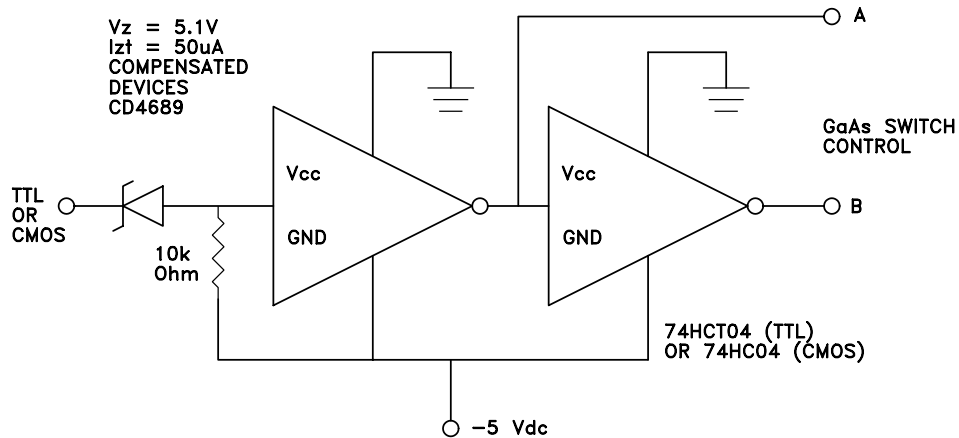 Vz = 5.1V
Izt = 50uA
COMPENSATED
DEVICES
CD4689
A
GaAs SWITCH
CONTROL
Vcc
Vcc
TTL
OR
CMOS
B
GND
GND
10k
Ohm
74HCT04 (TTL)
OR 74HC04 (CMOS)
-5 Vdc